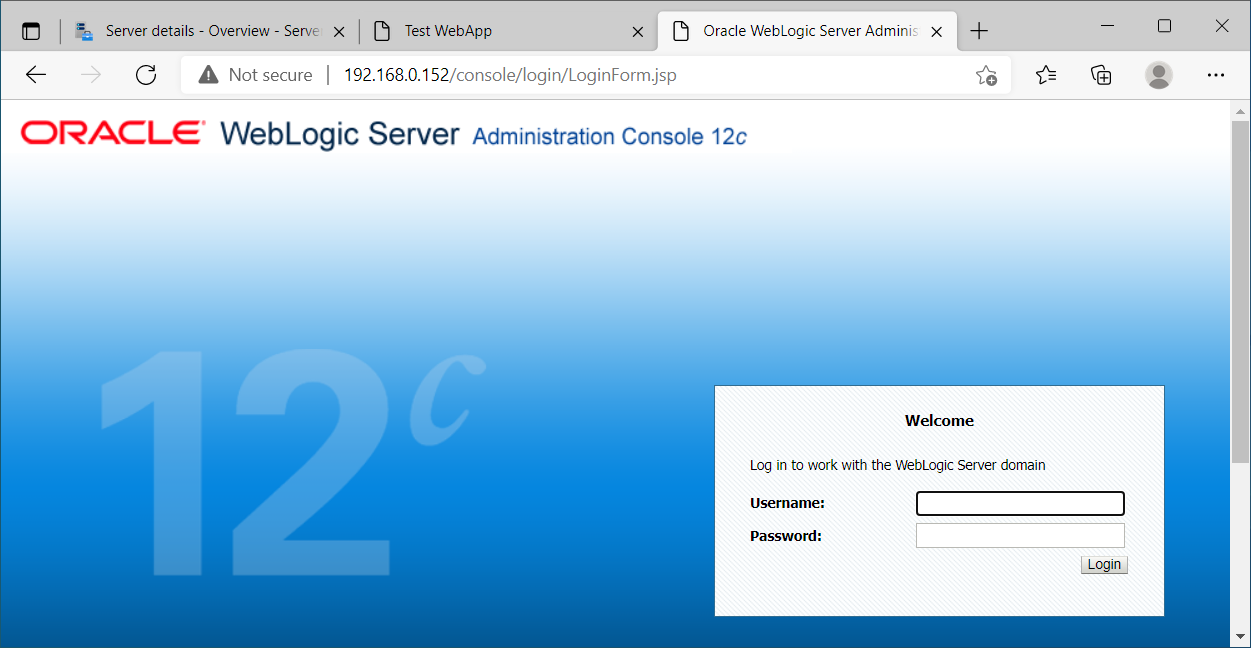 Server details - Overview - Serve
Test WebApp
Oracle WebLogic Server Adminis
Not secure
192.168.0.152/console/login/LoginForm.jsp
ORACLE® WebLogic Server Administration Console 12c
12c
Welcome
Log in to work with the WebLogic Server domain
Username:
Password:
Login